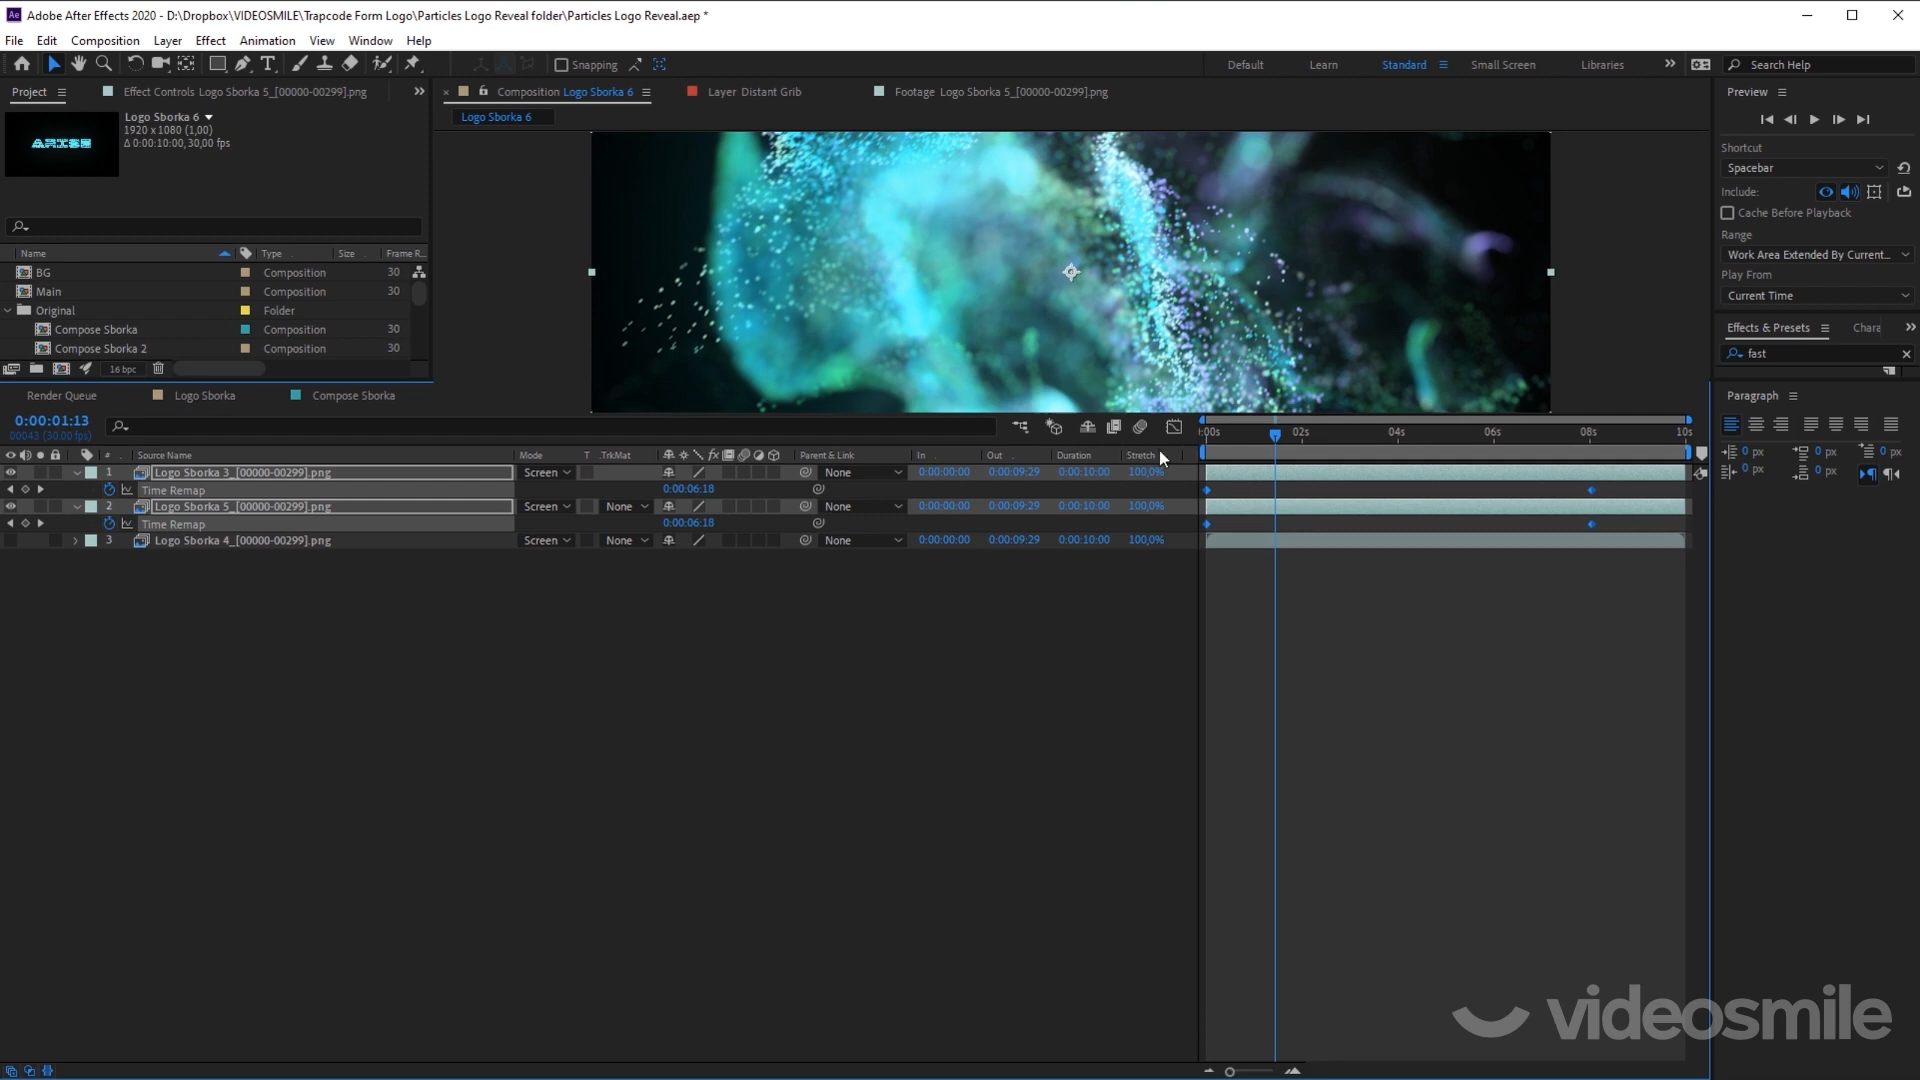 Adobe After Effects 2020 - D:\Dropbox\VIDEOSMILE\Trapcode Form Logo\Particles Logo Reveal folder\Particles Logo Reveal.aep *
File Edit Composition Layer Effect Animation View Window Help
Snapping Default Learn Standard Small Screen Libraries Search Help
Project Effect Controls Logo Sborka 5_[00000-00299].png Composition Logo Sborka 6 Layer Distant Grib Footage Logo Sborka 5_[00000-00299].png Preview
Logo Sborka 6
1920 x 1080 (1,00)
Δ 0:00:10:00, 30,00 fps
Logo Sborka 6
ARISE
Shortcut
Spacebar
Include:
Cache Before Playback
Range
Work Area Extended By Current...
Play From
Current Time
Name Type Size Frame R...
BG Composition 30
Main Composition 30
Original Folder
Compose Sborka Composition 30
Compose Sborka 2 Composition 30
16 bpc
Effects & Presets Chara
fast
Paragraph
0 px 0 px 0 px
0 px 0 px
Render Queue Logo Sborka Compose Sborka
0:00:01:13
00043 (30.00 fps)
:00s 02s 04s 06s 08s 10s
# Source Name Mode T .TrkMat Parent & Link In Out Duration Stretch
1 Logo Sborka 3_[00000-00299].png Screen None 0:00:00:00 0:00:09:29 0:00:10:00 100,0%
Time Remap 0:00:06:18
2 Logo Sborka 5_[00000-00299].png Screen None None 0:00:00:00 0:00:09:29 0:00:10:00 100,0%
Time Remap 0:00:06:18
3 Logo Sborka 4_[00000-00299].png Screen None None 0:00:00:00 0:00:09:29 0:00:10:00 100,0%
videosmile